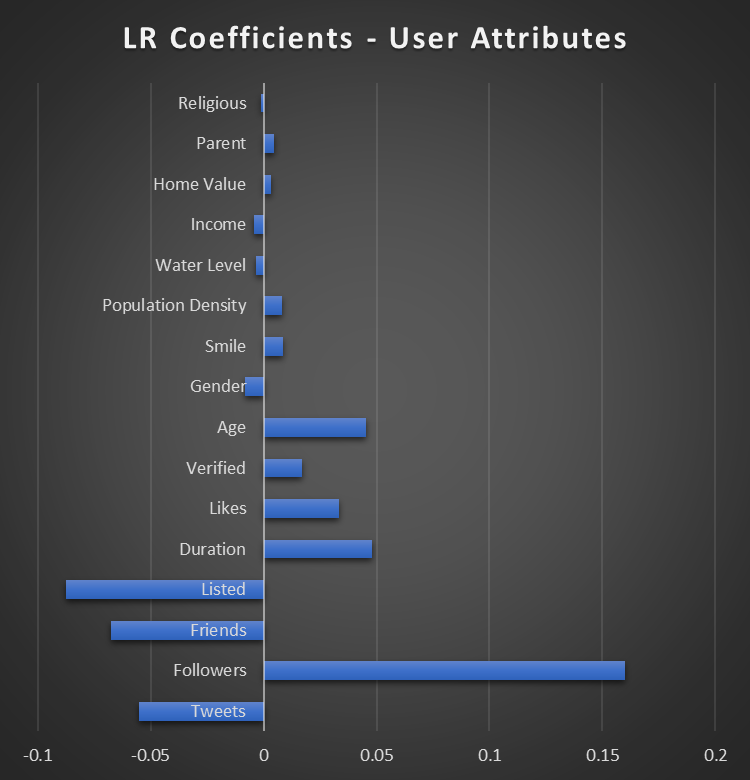 LR Coefficients - User Attributes
Religious
Parent
Home Value
Income
Water Level
Population Density
Smile
Gender
Age
Verified
Likes
Duration
Listed
Friends
Followers
Tweets
-0.1 -0.05 0 0.05 0.1 0.15 0.2